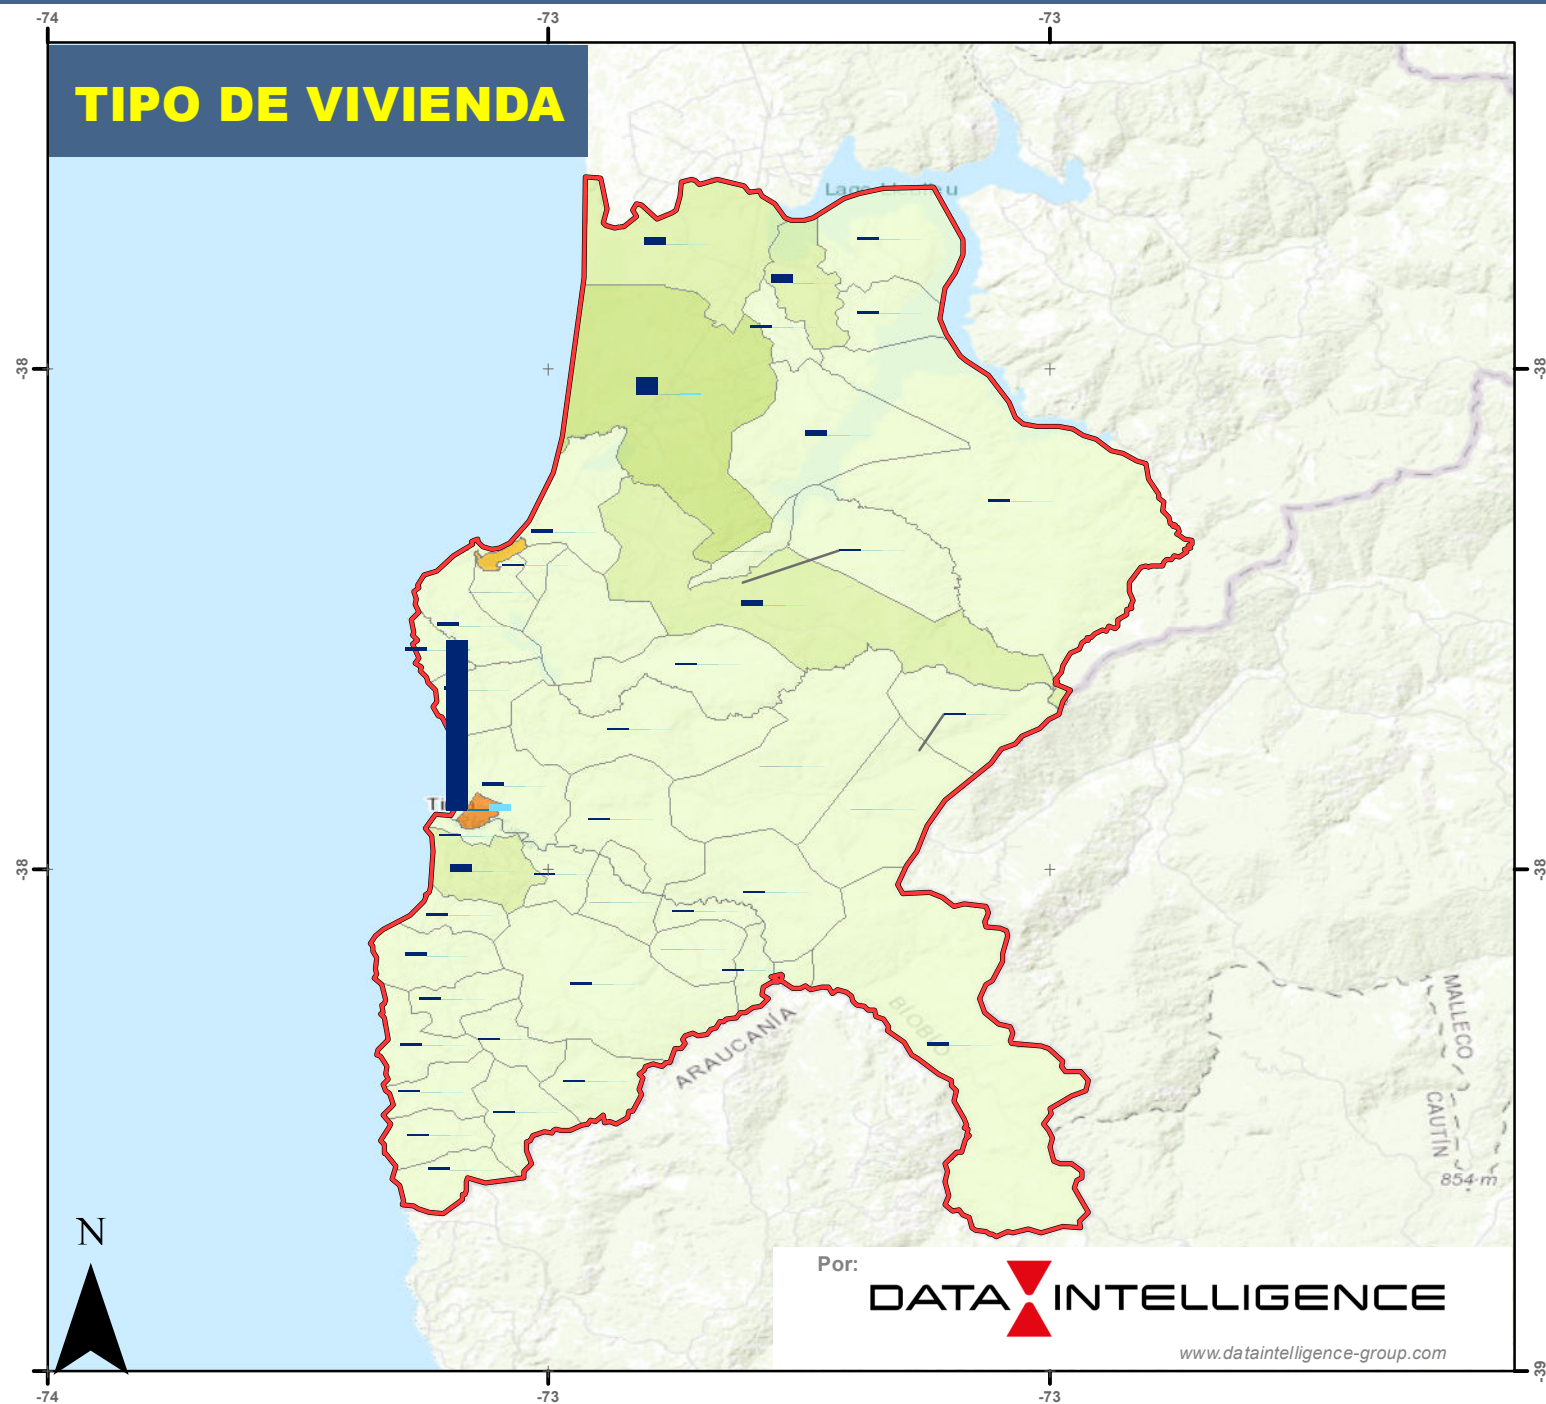 -74
-73
-73
TIPO DE VIVIENDA
-38
-38
-38
-38
ARAUCANÍA
BIOBIO
MALLECO
CAUTÍN
854 m
N
Por:
DATA INTELLIGENCE
www.dataintelligence-group.com
-39
-74
-73
-73